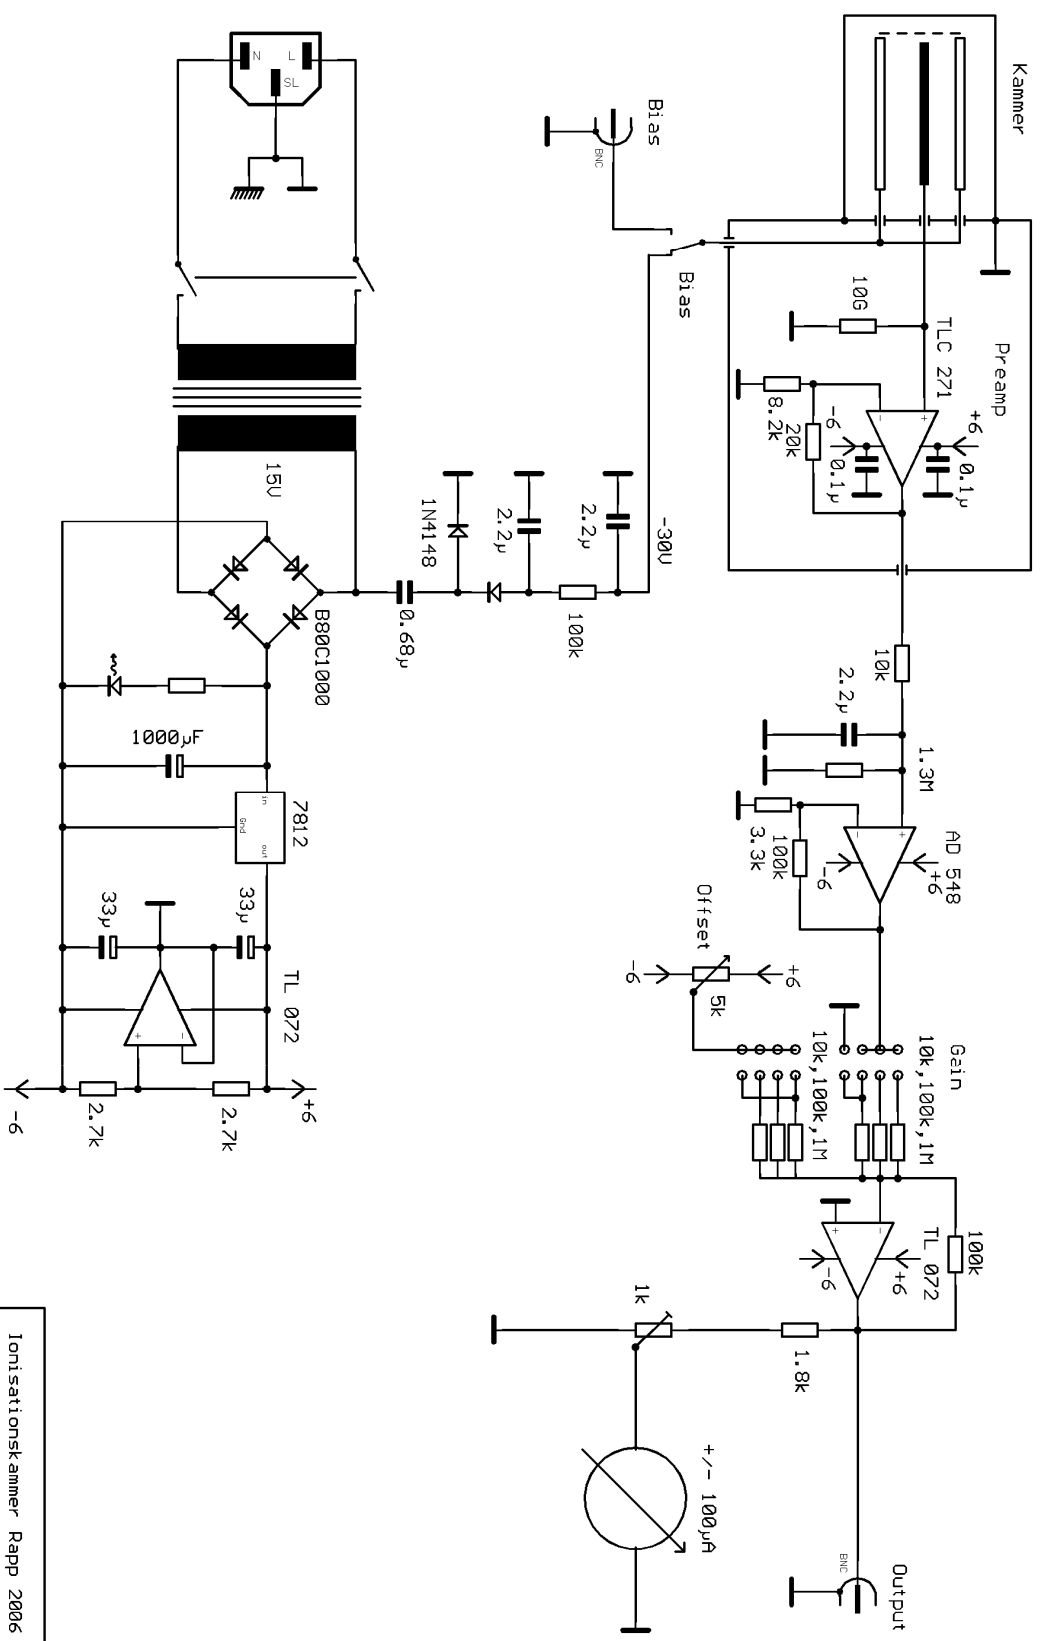 Kammer
Preamp
TLC 271
+6
-6
0.1µ
0.1µ
10G
20k
8.2k
10k
2.2µ
1.3M
AD 548
+6
-6
100k
3.3k
Offset
+6
-6
5k
Gain
10k,100k,1M
10k,100k,1M
100k
TL 072
+6
-6
1.8k
1k
+/- 100µA
Output
BNC
Bias
BNC
Bias
-30V
2.2µ
2.2µ
100k
1N4148
0.68µ
N
L
SL
15V
B80C1000
1000µF
7812
in
Gnd
out
33µ
33µ
TL 072
2.7k
2.7k
+6
-6
Ionisationskammer Rapp 2006